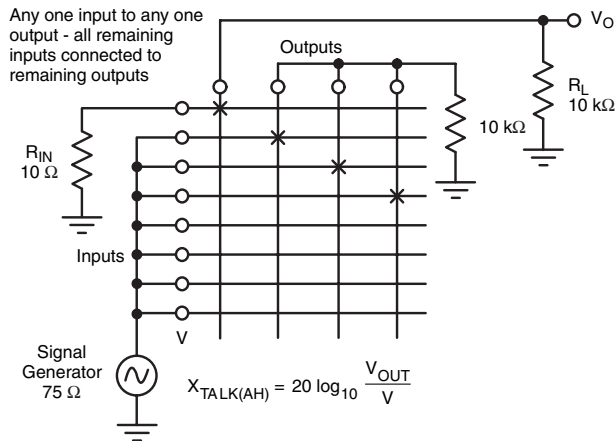 Any one input to any one
output - all remaining
inputs connected to
remaining outputs
Outputs
VO
RL
10 kΩ
10 kΩ
RIN
10 Ω
Inputs
V
Signal
Generator
75 Ω
XTALK(AH) = 20 log10 VOUT
V